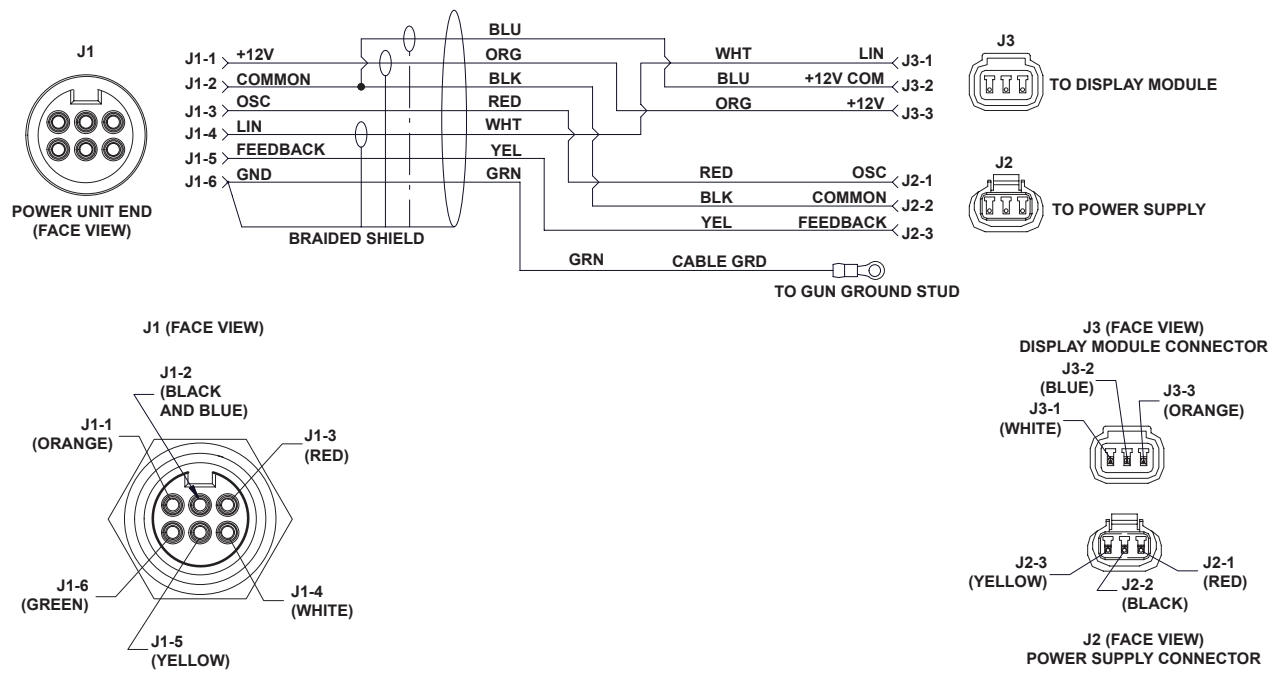 BLU
J1
J3
J1-1 +12V ORG WHT LIN J3-1
J1-2 COMMON BLK BLU +12V COM J3-2
TO DISPLAY MODULE
J1-3 OSC RED ORG +12V J3-3
J1-4 LIN WHT
J1-5 FEEDBACK YEL
J2
J1-6 GND GRN RED OSC J2-1
BLK COMMON J2-2
TO POWER SUPPLY
YEL FEEDBACK J2-3
POWER UNIT END
(FACE VIEW)
BRAIDED SHIELD
GRN CABLE GRD
TO GUN GROUND STUD
J1 (FACE VIEW)
J1-2
(BLACK
AND BLUE)
J1-1
(ORANGE)
J1-3
(RED)
J1-6
(GREEN)
J1-4
(WHITE)
J1-5
(YELLOW)
J3 (FACE VIEW)
DISPLAY MODULE CONNECTOR
J3-2
(BLUE)
J3-3
(ORANGE)
J3-1
(WHITE)
J2-3
(YELLOW)
J2-1
(RED)
J2-2
(BLACK)
J2 (FACE VIEW)
POWER SUPPLY CONNECTOR